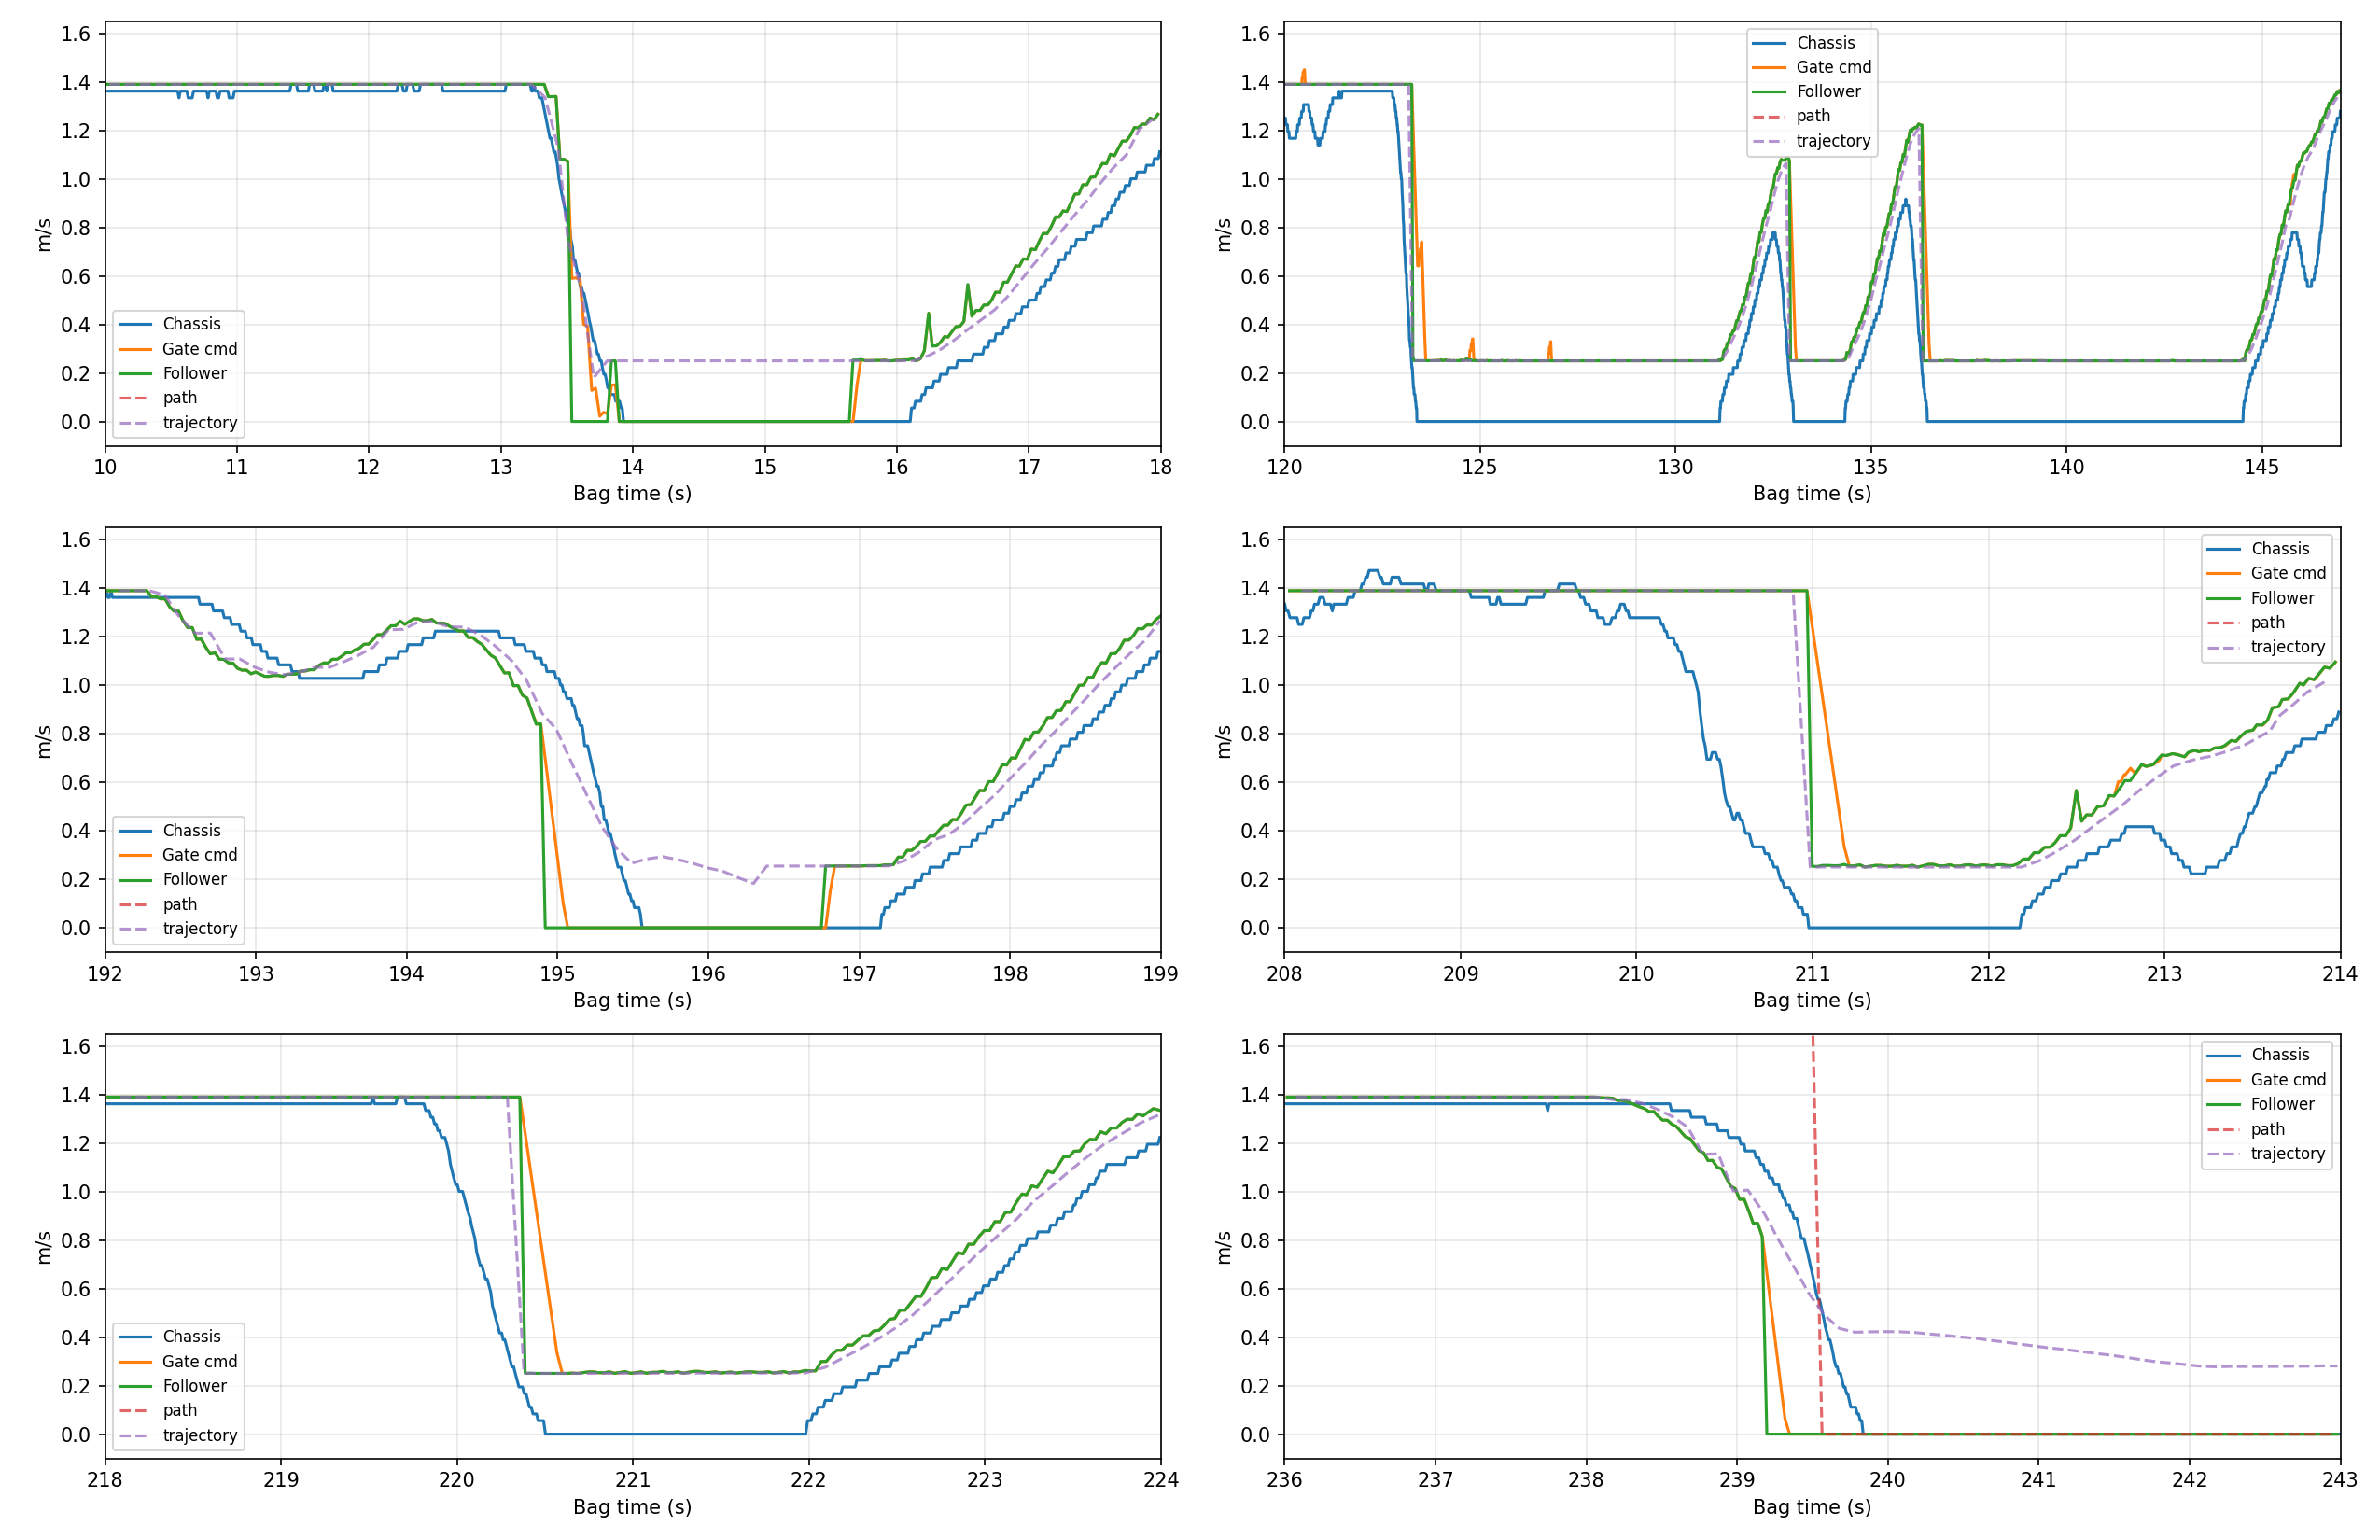 1.6
1.4
1.2
1.0
0.8
0.6
0.4
0.2
0.0
m/s
Chassis
Gate cmd
Follower
path
trajectory
10 11 12 13 14 15 16 17 18
Bag time (s)
1.6
1.4
1.2
1.0
0.8
0.6
0.4
0.2
0.0
m/s
Chassis
Gate cmd
Follower
path
trajectory
120 125 130 135 140 145
Bag time (s)
1.6
1.4
1.2
1.0
0.8
0.6
0.4
0.2
0.0
m/s
Chassis
Gate cmd
Follower
path
trajectory
192 193 194 195 196 197 198 199
Bag time (s)
1.6
1.4
1.2
1.0
0.8
0.6
0.4
0.2
0.0
m/s
Chassis
Gate cmd
Follower
path
trajectory
208 209 210 211 212 213 214
Bag time (s)
1.6
1.4
1.2
1.0
0.8
0.6
0.4
0.2
0.0
m/s
Chassis
Gate cmd
Follower
path
trajectory
218 219 220 221 222 223 224
Bag time (s)
1.6
1.4
1.2
1.0
0.8
0.6
0.4
0.2
0.0
m/s
Chassis
Gate cmd
Follower
path
trajectory
236 237 238 239 240 241 242 243
Bag time (s)